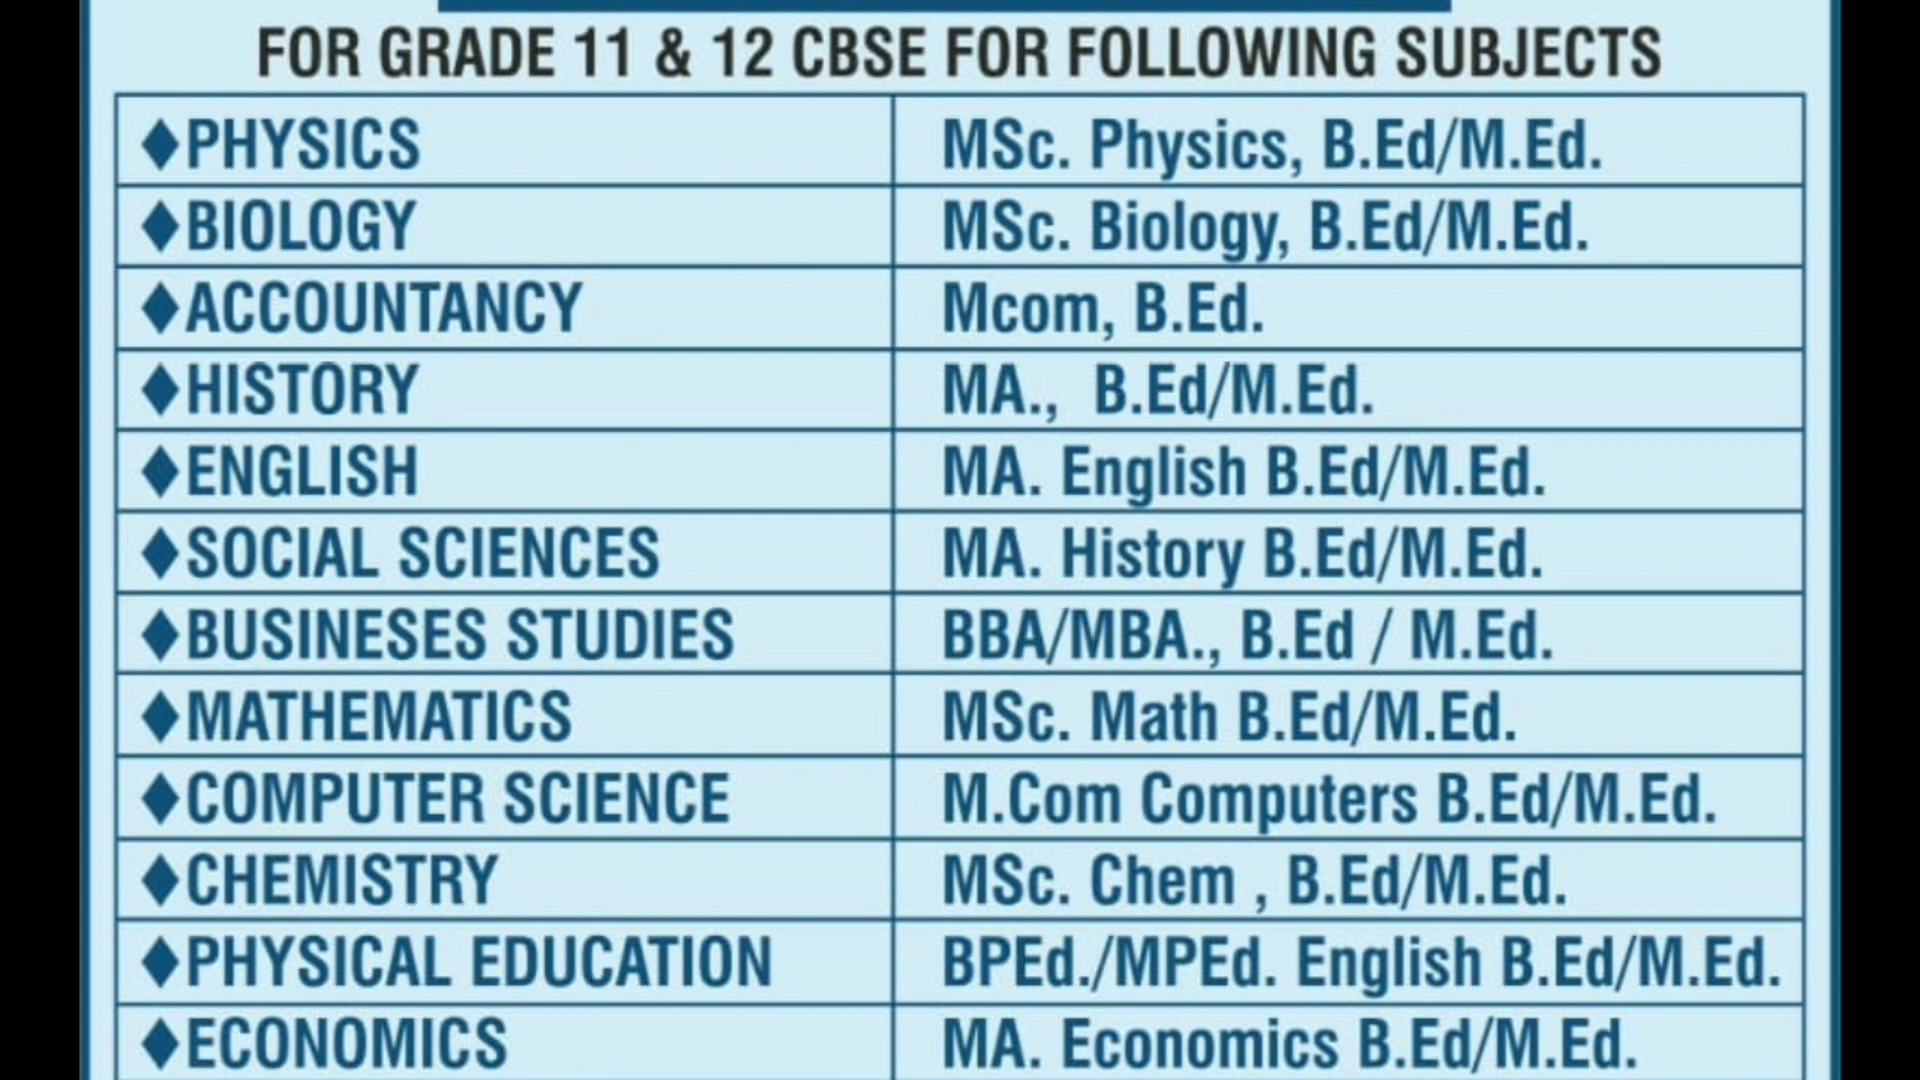 FOR GRADE 11 & 12 CBSE FOR FOLLOWING SUBJECTS
♦PHYSICS MSc. Physics, B.Ed/M.Ed.
♦BIOLOGY MSc. Biology, B.Ed/M.Ed.
♦ACCOUNTANCY Mcom, B.Ed.
♦HISTORY MA., B.Ed/M.Ed.
♦ENGLISH MA. English B.Ed/M.Ed.
♦SOCIAL SCIENCES MA. History B.Ed/M.Ed.
♦BUSINESES STUDIES BBA/MBA., B.Ed / M.Ed.
♦MATHEMATICS MSc. Math B.Ed/M.Ed.
♦COMPUTER SCIENCE M.Com Computers B.Ed/M.Ed.
♦CHEMISTRY MSc. Chem , B.Ed/M.Ed.
♦PHYSICAL EDUCATION BPEd./MPEd. English B.Ed/M.Ed.
♦ECONOMICS MA. Economics B.Ed/M.Ed.